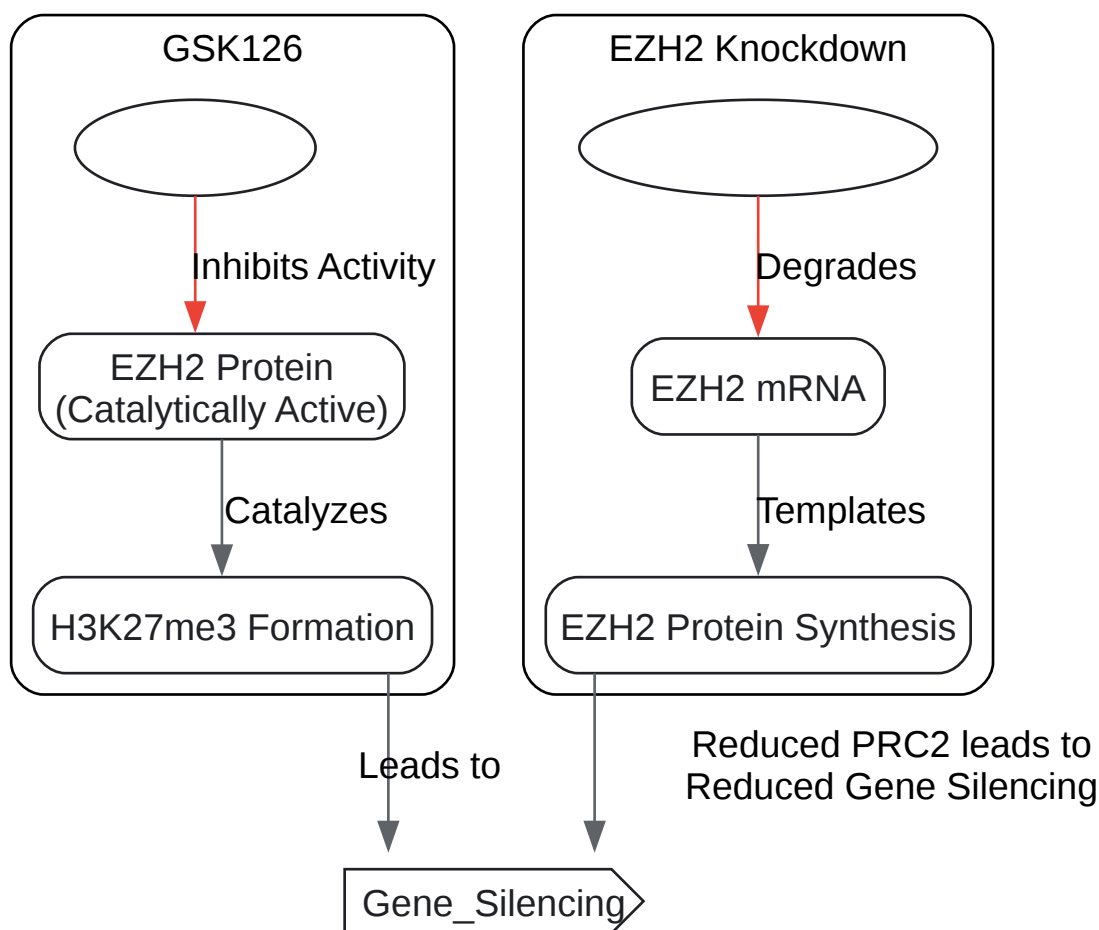 GSK126
EZH2 Knockdown
Inhibits Activity
Degrades
EZH2 Protein
(Catalytically Active)
EZH2 mRNA
Catalyzes
Templates
H3K27me3 Formation
EZH2 Protein Synthesis
Leads to
Reduced PRC2 leads to
Reduced Gene Silencing
Gene_Silencing